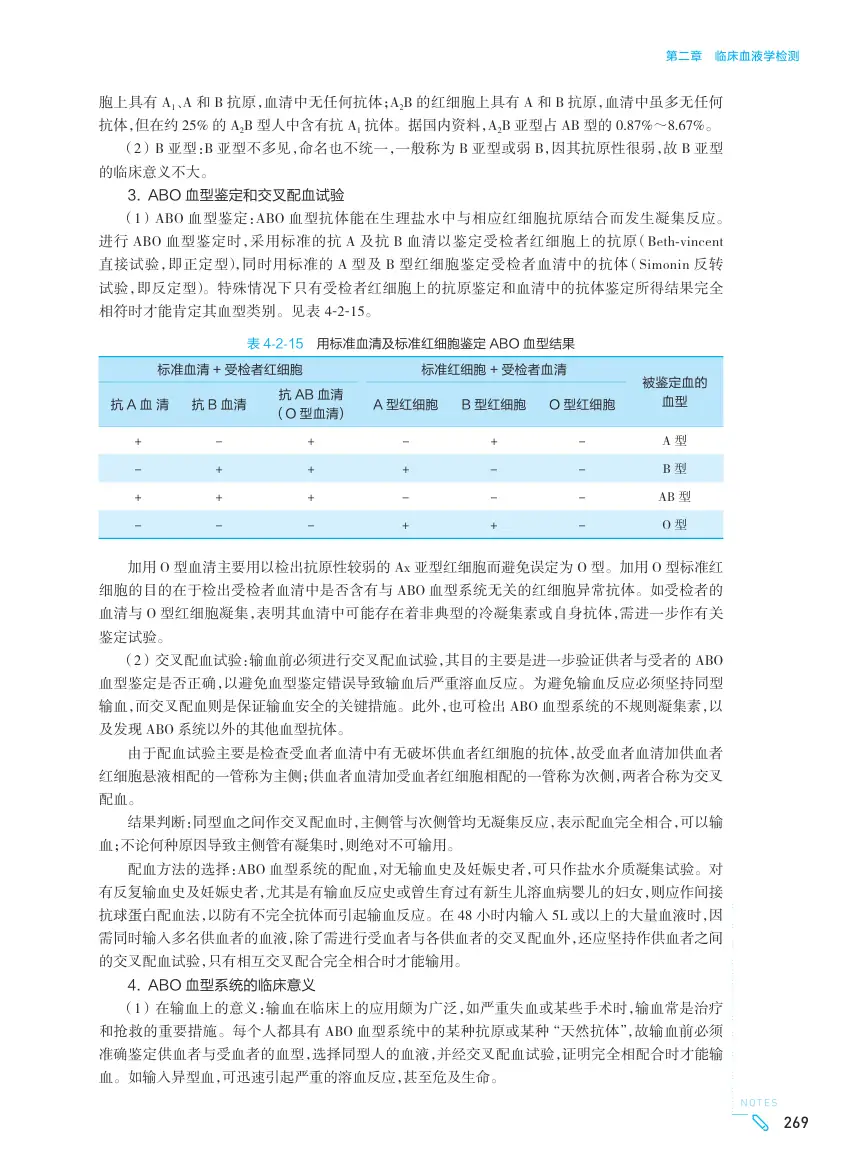 第二章　临床血液学检测
胞上具有 A₁、A 和 B 抗原，血清中无任何抗体；A₂B 的红细胞上具有 A 和 B 抗原，血清中虽多无任何
抗体，但在约 25% 的 A₂B 型人中含有抗 A₁ 抗体。据国内资料，A₂B 亚型占 AB 型的 0.87%～8.67%。
（2）B 亚型：B 亚型不多见，命名也不统一，一般称为 B 亚型或弱 B，因其抗原性很弱，故 B 亚型
的临床意义不大。
3. ABO 血型鉴定和交叉配血试验
（1）ABO 血型鉴定：ABO 血型抗体能在生理盐水中与相应红细胞抗原结合而发生凝集反应。
进行 ABO 血型鉴定时，采用标准的抗 A 及抗 B 血清以鉴定受检者红细胞上的抗原（Beth-vincent
直接试验，即正定型），同时用标准的 A 型及 B 型红细胞鉴定受检者血清中的抗体（Simonin 反转
试验，即反定型）。特殊情况下只有受检者红细胞上的抗原鉴定和血清中的抗体鉴定所得结果完全
相符时才能肯定其血型类别。见表 4-2-15。
表 4-2-15　用标准血清及标准红细胞鉴定 ABO 血型结果
标准血清 + 受检者红细胞　标准红细胞 + 受检者血清　被鉴定血的
血型
抗 A 血 清　抗 B 血清　抗 AB 血清　A 型红细胞　B 型红细胞　O 型红细胞
（O 型血清）
+　–　+　–　+　–　A 型
–　+　+　+　–　–　B 型
+　+　+　–　–　–　AB 型
–　–　–　+　+　–　O 型
加用 O 型血清主要用以检出抗原性较弱的 Ax 亚型红细胞而避免误定为 O 型。加用 O 型标准红
细胞的目的在于检出受检者血清中是否含有与 ABO 血型系统无关的红细胞异常抗体。如受检者的
血清与 O 型红细胞凝集，表明其血清中可能存在着非典型的冷凝集素或自身抗体，需进一步作有关
鉴定试验。
（2）交叉配血试验：输血前必须进行交叉配血试验，其目的主要是进一步验证供者与受者的 ABO
血型鉴定是否正确，以避免血型鉴定错误导致输血后严重溶血反应。为避免输血反应必须坚持同型
输血，而交叉配血则是保证输血安全的关键措施。此外，也可检出 ABO 血型系统的不规则凝集素，以
及发现 ABO 系统以外的其他血型抗体。
由于配血试验主要是检查受血者血清中有无破坏供血者红细胞的抗体，故受血者血清加供血者
红细胞悬液相配的一管称为主侧；供血者血清加受血者红细胞相配的一管称为次侧，两者合称为交叉
配血。
结果判断：同型血之间作交叉配血时，主侧管与次侧管均无凝集反应，表示配血完全相合，可以输
血；不论何种原因导致主侧管有凝集时，则绝对不可输用。
配血方法的选择：ABO 血型系统的配血，对无输血史及妊娠史者，可只作盐水介质凝集试验。对
有反复输血史及妊娠史者，尤其是有输血反应史或曾生育过有新生儿溶血病婴儿的妇女，则应作间接
抗球蛋白配血法，以防有不完全抗体而引起输血反应。在 48 小时内输入 5L 或以上的大量血液时，因
需同时输入多名供血者的血液，除了需进行受血者与各供血者的交叉配血外，还应坚持作供血者之间
的交叉配血试验，只有相互交叉配合完全相合时才能输用。
4. ABO 血型系统的临床意义
（1）在输血上的意义：输血在临床上的应用颇为广泛，如严重失血或某些手术时，输血常是治疗
和抢救的重要措施。每个人都具有 ABO 血型系统中的某种抗原或某种“天然抗体”，故输血前必须
准确鉴定供血者与受血者的血型，选择同型人的血液，并经交叉配血试验，证明完全相配合时才能输
血。如输入异型血，可迅速引起严重的溶血反应，甚至危及生命。
NOTES
269